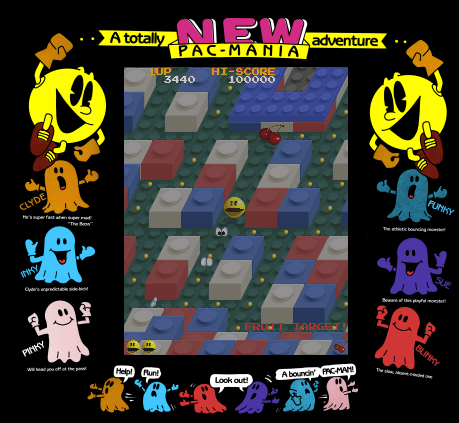 A totally NEW adventure
PAC-MANIA
1UP HI-SCORE
3440 100000
CLYDE
He's super fast when super mad!
"The Boss"
FUNKY
The athletic bouncing monster!
INKY
Clyde's unpredictable side-kich!
SUE
Beware of this playful monster!
PINKY
Will head you off at the pass!
BLINKY
The slow, absent-minded one
FRUIT TARGET!
Help!
Run!
Look out!
A bouncin'
PAC-MAN!!